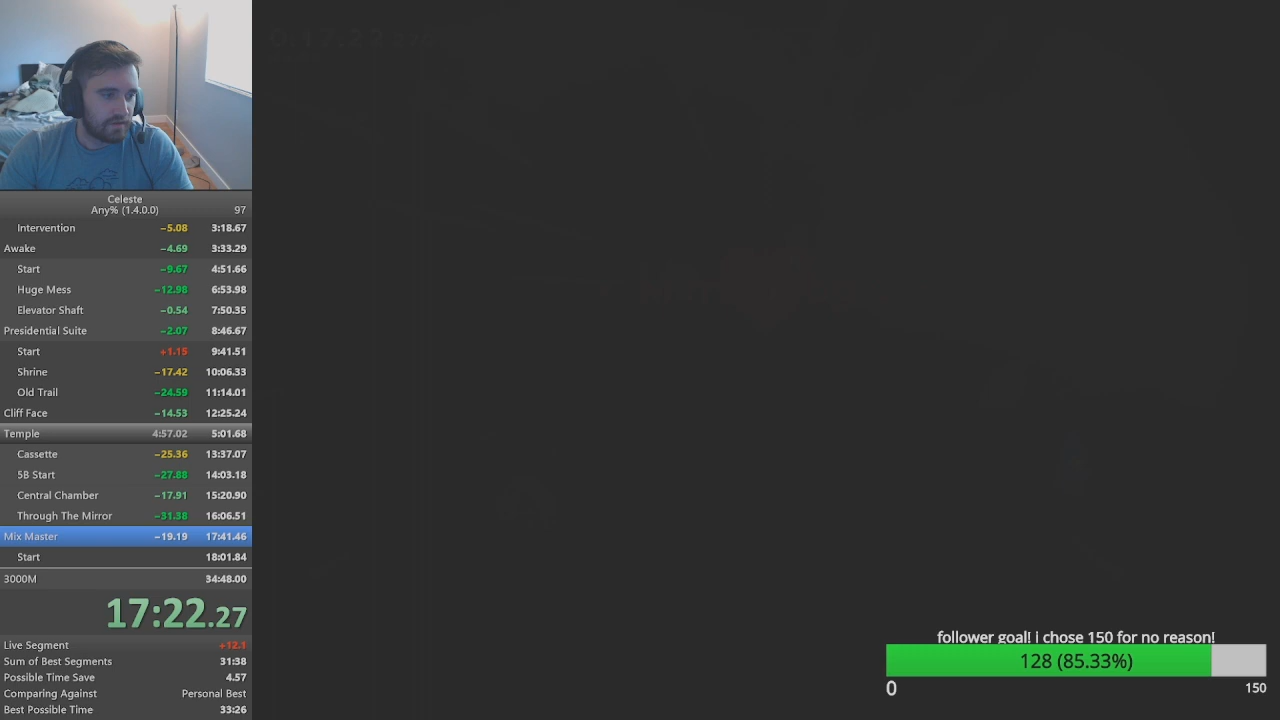 Celeste
Any% (1.4.0.0) 97
Intervention −5.08 3:18.67
Awake −4.69 3:33.29
Start −9.67 4:51.66
Huge Mess −12.98 6:53.98
Elevator Shaft −0.54 7:50.35
Presidential Suite −2.07 8:46.67
Start +1.15 9:41.51
Shrine −17.42 10:06.33
Old Trail −24.59 11:14.01
Cliff Face −14.53 12:25.24
Temple 4:57.02 5:01.68
Cassette −25.36 13:37.07
5B Start −27.88 14:03.18
Central Chamber −17.91 15:20.90
Through The Mirror −31.38 16:06.51
Mix Master −19.19 17:41.46
Start 18:01.84
3000M 34:48.00
17:22.27
Live Segment +12.1
Sum of Best Segments 31:38
Possible Time Save 4.57
Comparing Against Personal Best
Best Possible Time 33:26
follower goal! i chose 150 for no reason!
128 (85.33%)
0 150